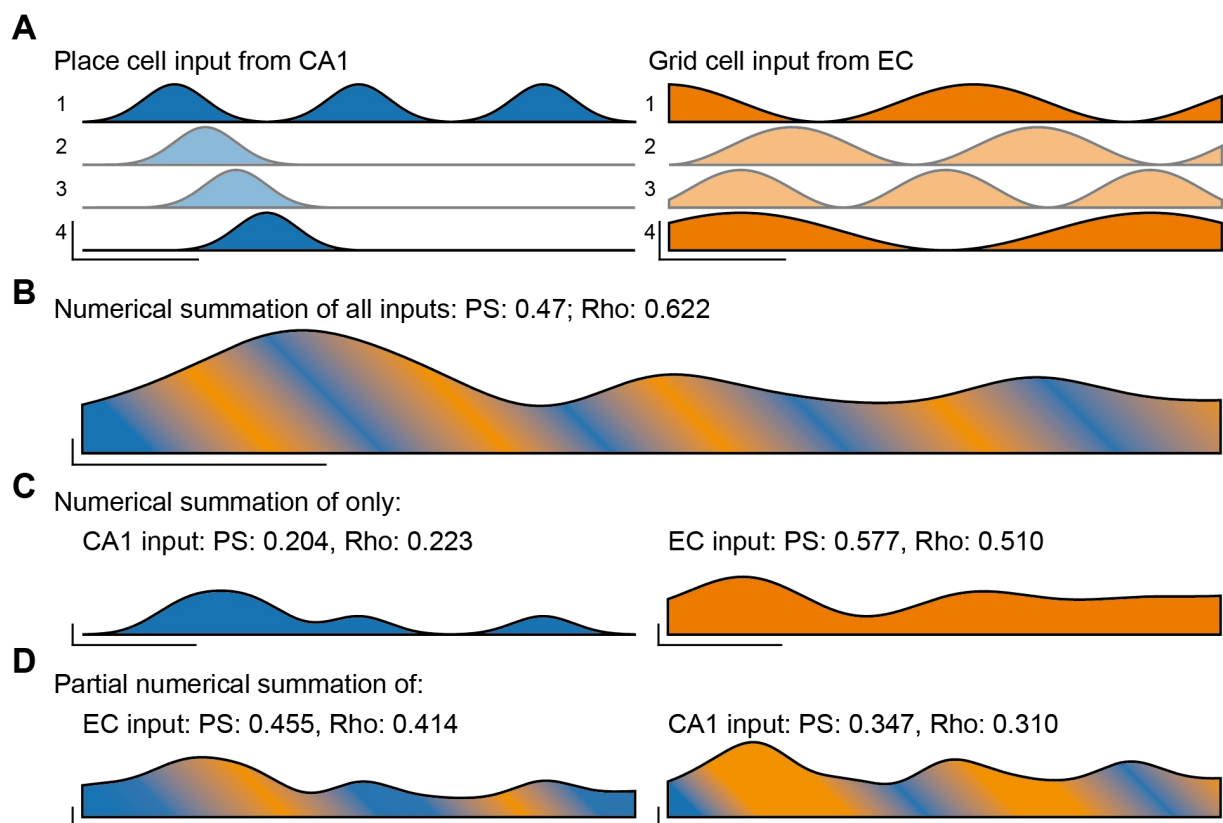 A
Place cell input from CA1
Grid cell input from EC
1
2
3
4
1
2
3
4
B
Numerical summation of all inputs: PS: 0.47; Rho: 0.622
C
Numerical summation of only:
CA1 input: PS: 0.204, Rho: 0.223
EC input: PS: 0.577, Rho: 0.510
D
Partial numerical summation of:
EC input: PS: 0.455, Rho: 0.414
CA1 input: PS: 0.347, Rho: 0.310